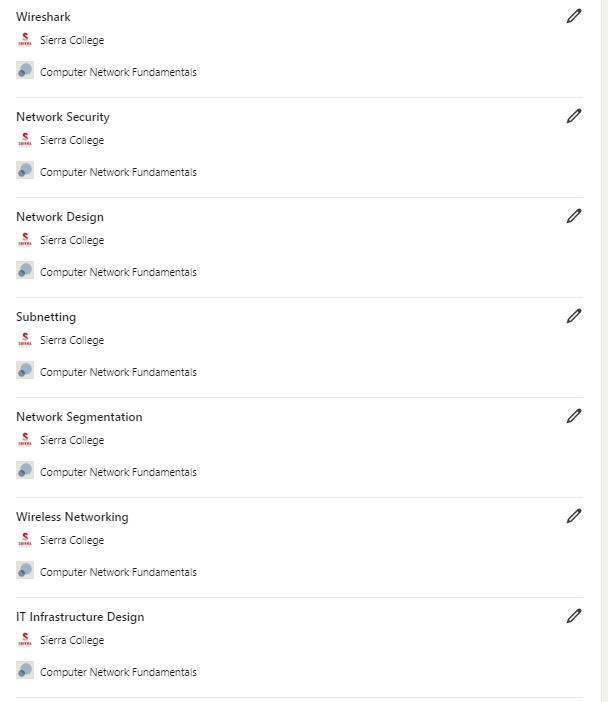 Wireshark
Sierra College
Computer Network Fundamentals
Network Security
Sierra College
Computer Network Fundamentals
Network Design
Sierra College
Computer Network Fundamentals
Subnetting
Sierra College
Computer Network Fundamentals
Network Segmentation
Sierra College
Computer Network Fundamentals
Wireless Networking
Sierra College
Computer Network Fundamentals
IT Infrastructure Design
Sierra College
Computer Network Fundamentals